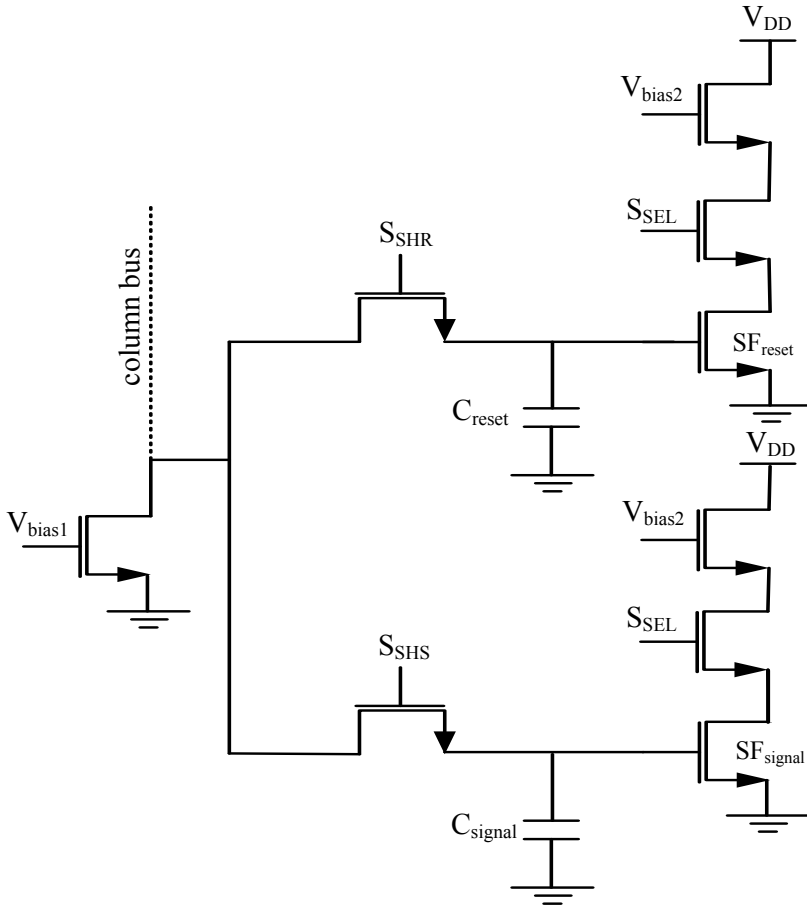 V_DD
V_bias2
S_SEL
S_SHR
column bus
SF_reset
C_reset
V_DD
V_bias2
V_bias1
S_SEL
S_SHS
SF_signal
C_signal